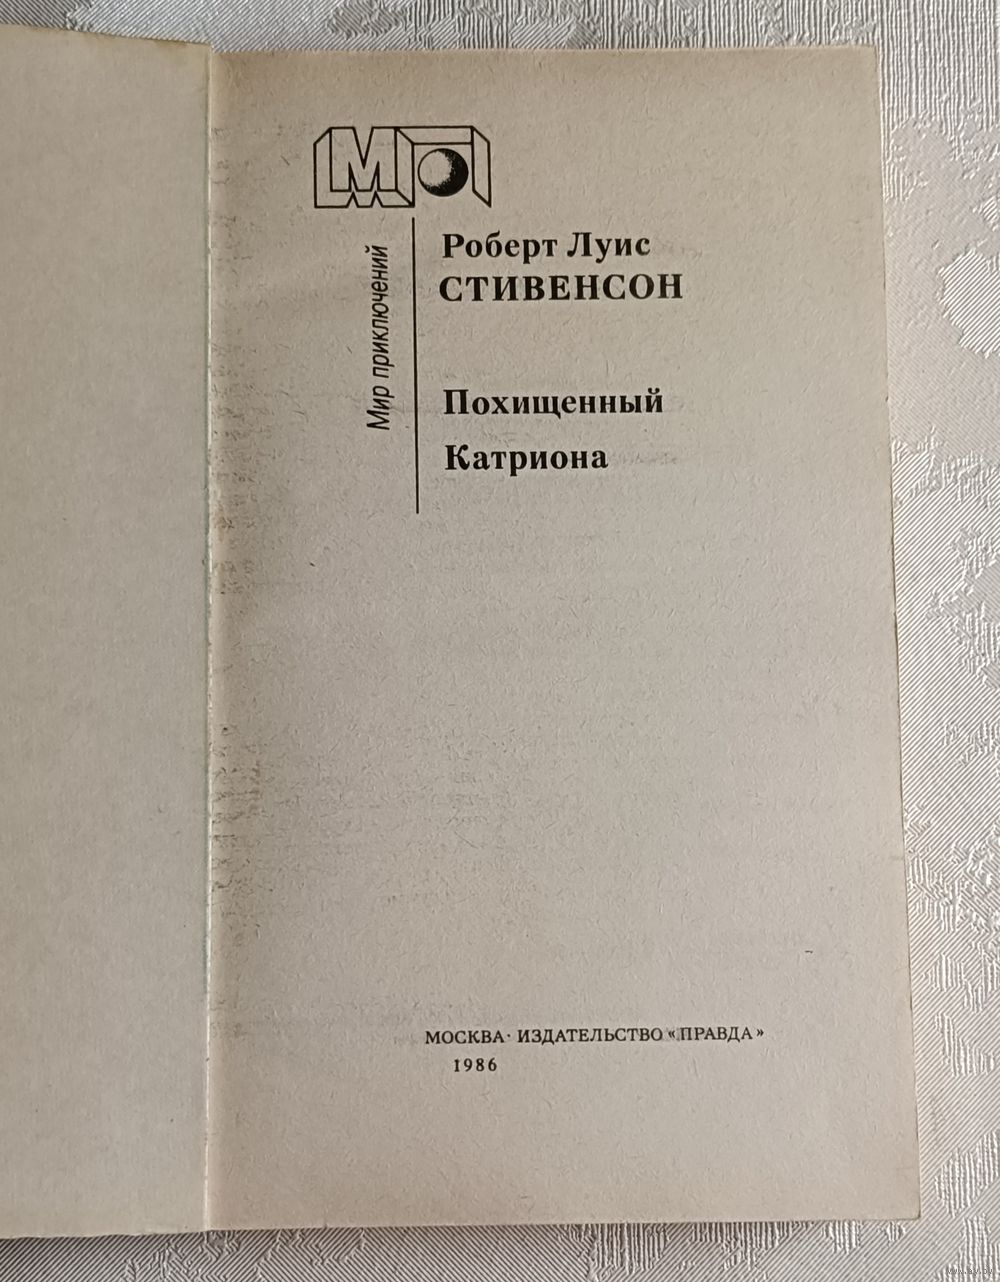 МП
Мир приключений
Роберт Луис
СТИВЕНСОН
Похищенный
Катриона
МОСКВА· ИЗДАТЕЛЬСТВО «ПРАВДА»
1986